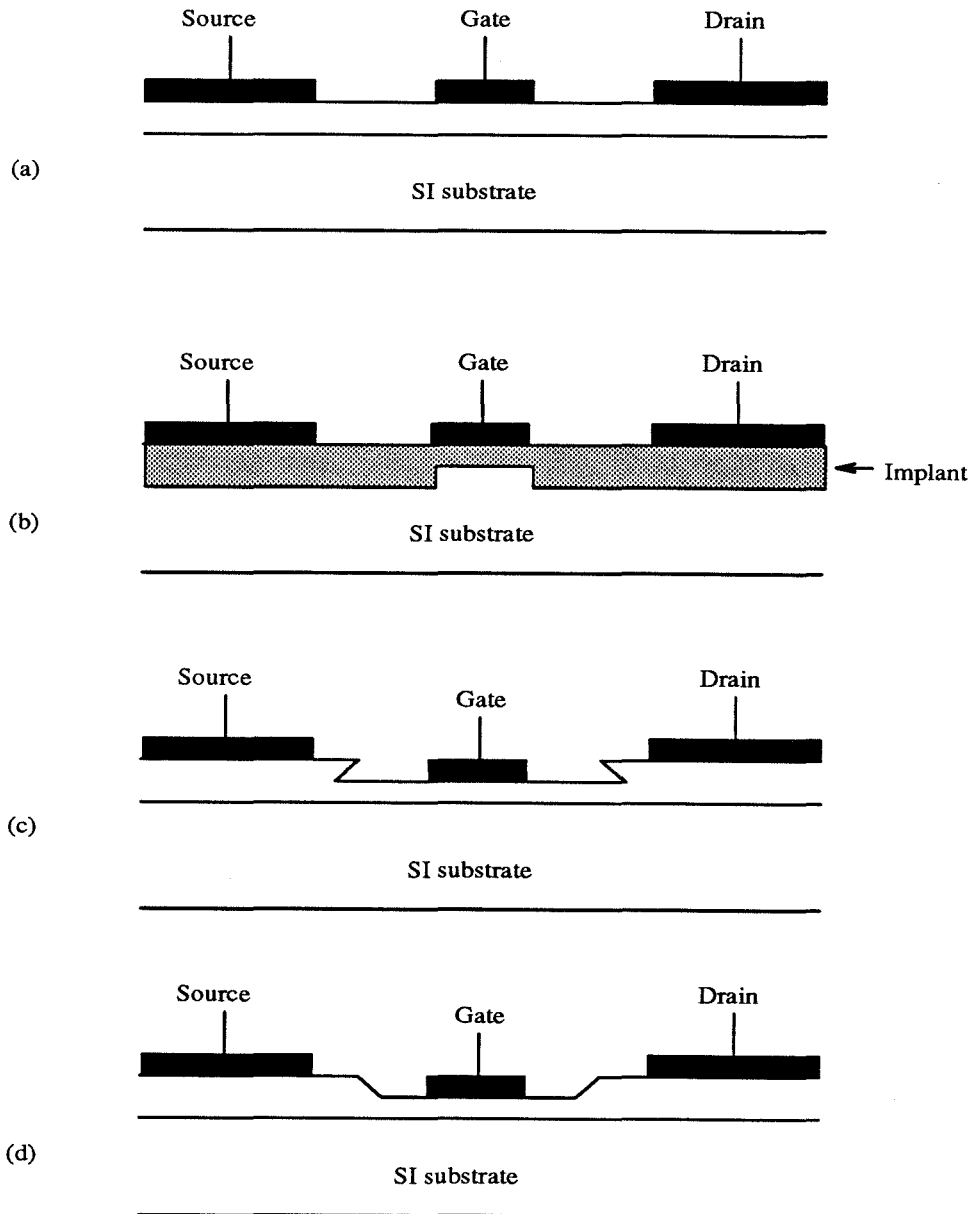 Source Gate Drain
(a)
SI substrate
Source Gate Drain
Implant
(b)
SI substrate
Source Gate Drain
(c)
SI substrate
Source Gate Drain
(d)
SI substrate